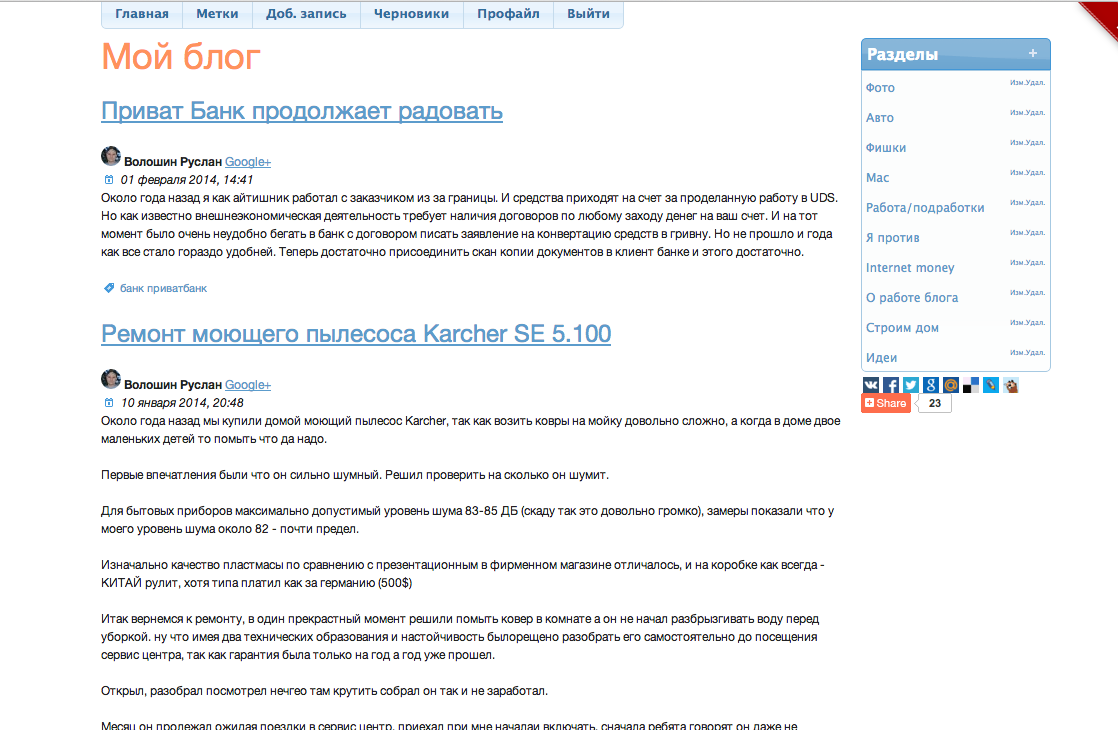 Главная Метки Доб. запись Черновики Профайл Выйти
Мой блог
Приват Банк продолжает радовать
Волошин Руслан Google+
01 февраля 2014, 14:41
Около года назад я как айтишник работал с заказчиком из за границы. И средства приходят на счет за проделанную работу в UDS.
Но как известно внешнеэкономическая деятельность требует наличия договоров по любому заходу денег на ваш счет. И на тот
момент было очень неудобно бегать в банк с договором писать заявление на конвертацию средств в гривну. Но не прошло и года
как все стало гораздо удобней. Теперь достаточно присоединить скан копии документов в клиент банке и этого достаточно.
банк приватбанк
Ремонт моющего пылесоса Karcher SE 5.100
Волошин Руслан Google+
10 января 2014, 20:48
Около года назад мы купили домой моющий пылесос Karcher, так как возить ковры на мойку довольно сложно, а когда в доме двое
маленьких детей то помыть что да надо.
Первые впечатления были что он сильно шумный. Решил проверить на сколько он шумит.
Для бытовых приборов максимально допустимый уровень шума 83-85 ДБ (скаду так это довольно громко), замеры показали что у
моего уровень шума около 82 - почти предел.
Изначально качество пластмасы по сравнению с презентационным в фирменном магазине отличалось, и на коробке как всегда -
КИТАЙ рулит, хотя типа платил как за германию (500$)
Итак вернемся к ремонту, в один прекрастный момент решили помыть ковер в комнате а он не начал разбрызгивать воду перед
уборкой. ну что имея два технических образования и настойчивость былорещено разобрать его самостоятельно до посещения
сервис центра, так как гарантия была только на год а год уже прошел.
Открыл, разобрал посмотрел нечгео там крутить собрал он так и не заработал.
Месяц он пролежал ожидая поездки в сервис центр, приехал при мне началаи включать, сначала ребята говорят он даже не
Разделы +
Фото Изм.Удал.
Авто Изм.Удал.
Фишки Изм.Удал.
Mac Изм.Удал.
Работа/подработки Изм.Удал.
Я против Изм.Удал.
Internet money Изм.Удал.
О работе блога Изм.Удал.
Строим дом Изм.Удал.
Идеи Изм.Удал.
Share 23